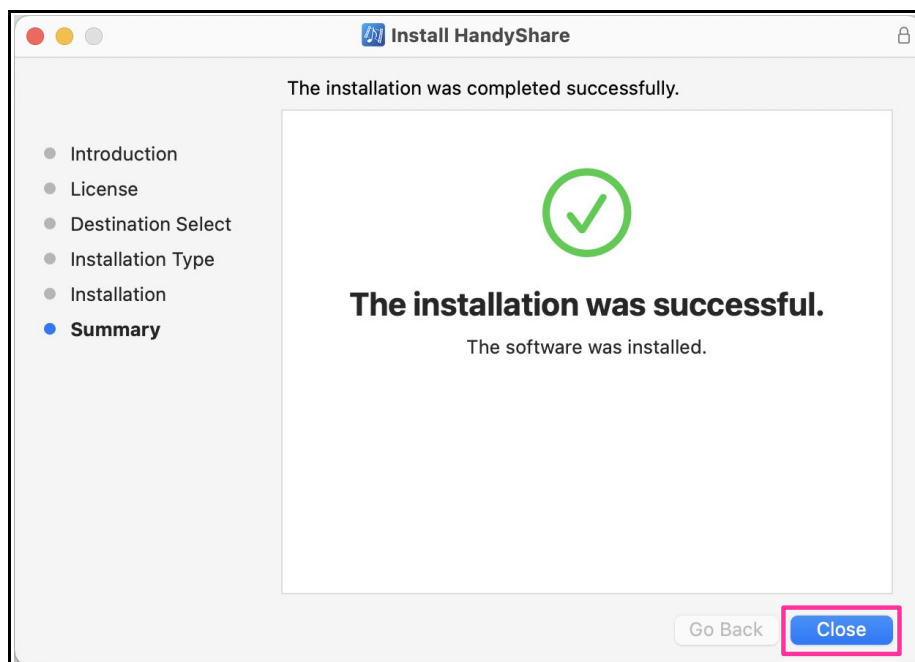 Install HandyShare
The installation was completed successfully.
Introduction
License
Destination Select
Installation Type
Installation
Summary
The installation was successful.
The software was installed.
Go Back
Close